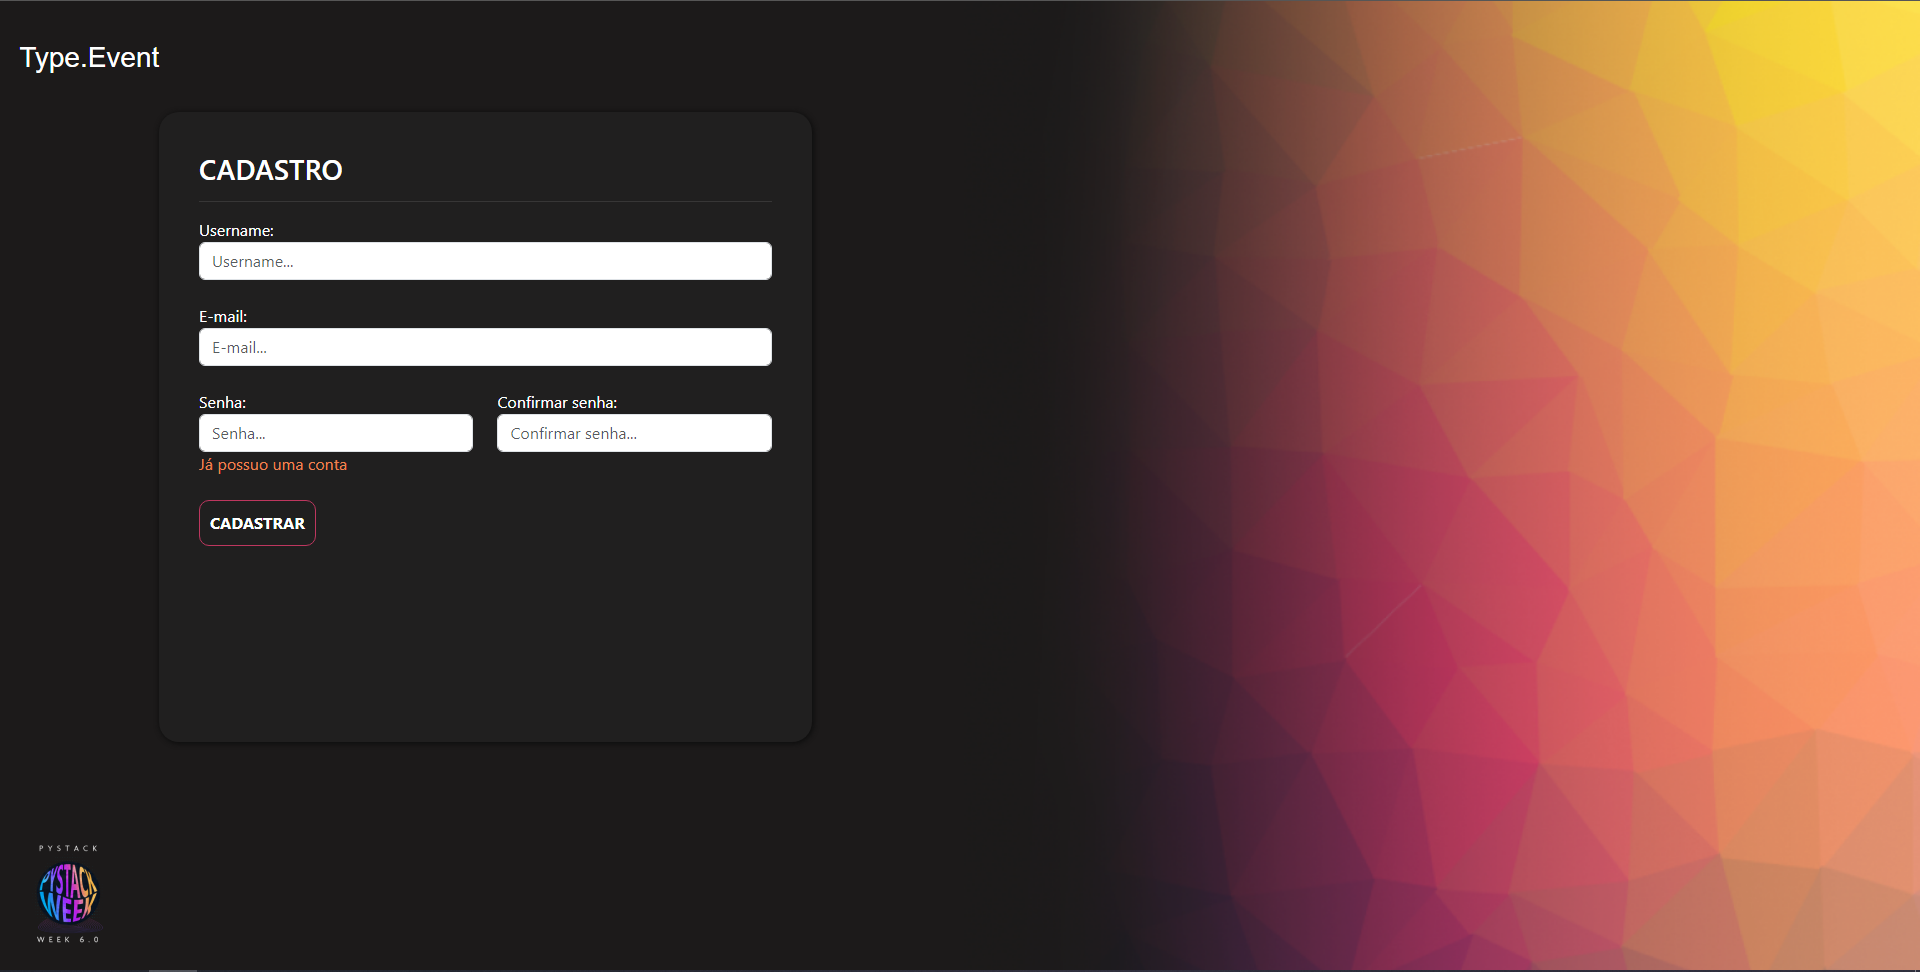 Type.Event
CADASTRO
Username:
Username...
E-mail:
E-mail...
Senha: Confirmar senha:
Senha... Confirmar senha...
Já possuo uma conta
CADASTRAR
PYSTACK
PYSTACK
WEEK
WEEK 6.0